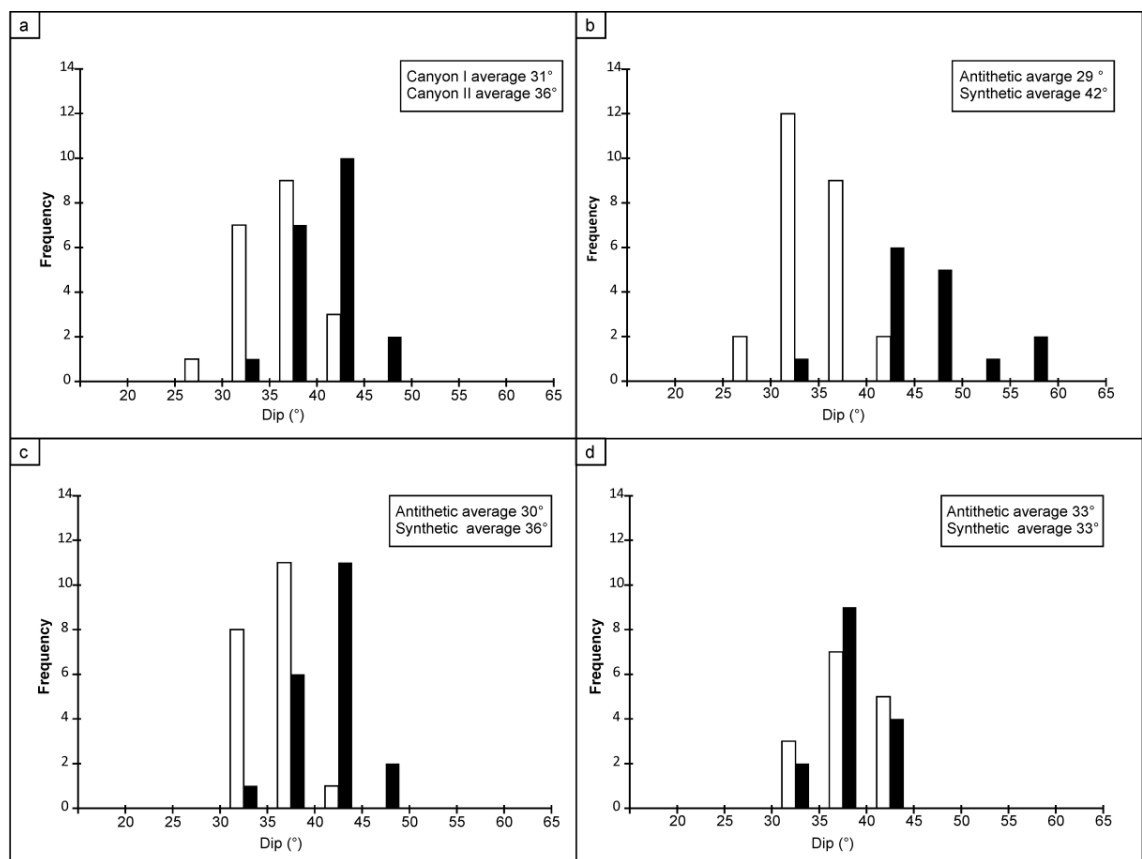 a
14
12
10
8
6
4
2
0
Frequency
Canyon I average 31°
Canyon II average 36°
20 25 30 35 40 45 55 55 60 65
Dip (°)
b
14
12
10
8
6
4
2
0
Frequency
Antithetic avarge 29 °
Synthetic average 42°
20 25 30 35 40 45 50 55 60 65
Dip (°)
c
14
12
10
8
6
4
2
0
Frequency
Antithetic average 30°
Synthetic average 36°
20 25 30 35 40 45 50 55 60 65
Dip (°)
d
14
12
10
8
6
4
2
0
Frequency
Antithetic average 33°
Synthetic average 33°
20 25 30 35 40 45 50 55 60 65
Dip (°)